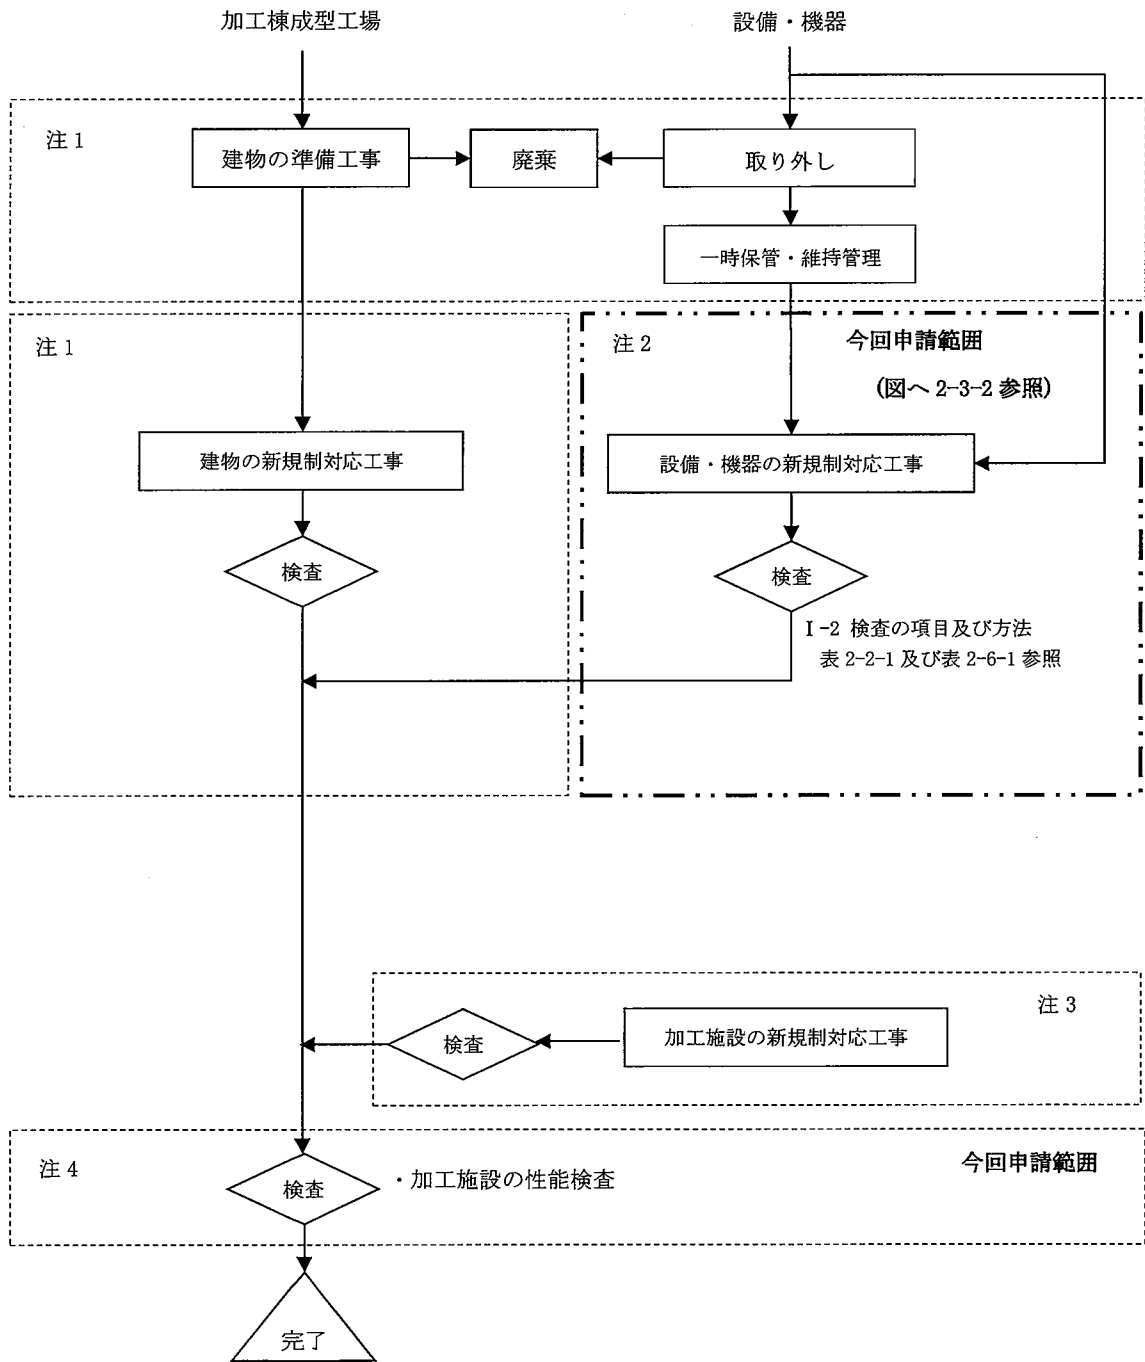 加工棟成型工場
設備・機器
注1
建物の準備工事
廃棄
取り外し
一時保管・維持管理
注1
注2
今回申請範囲
(図へ 2-3-2 参照)
建物の新規制対応工事
設備・機器の新規制対応工事
検査
検査
Ⅰ-2 検査の項目及び方法
表 2-2-1 及び表 2-6-1 参照
注3
検査
加工施設の新規制対応工事
注4
今回申請範囲
検査
・加工施設の性能検査
完了